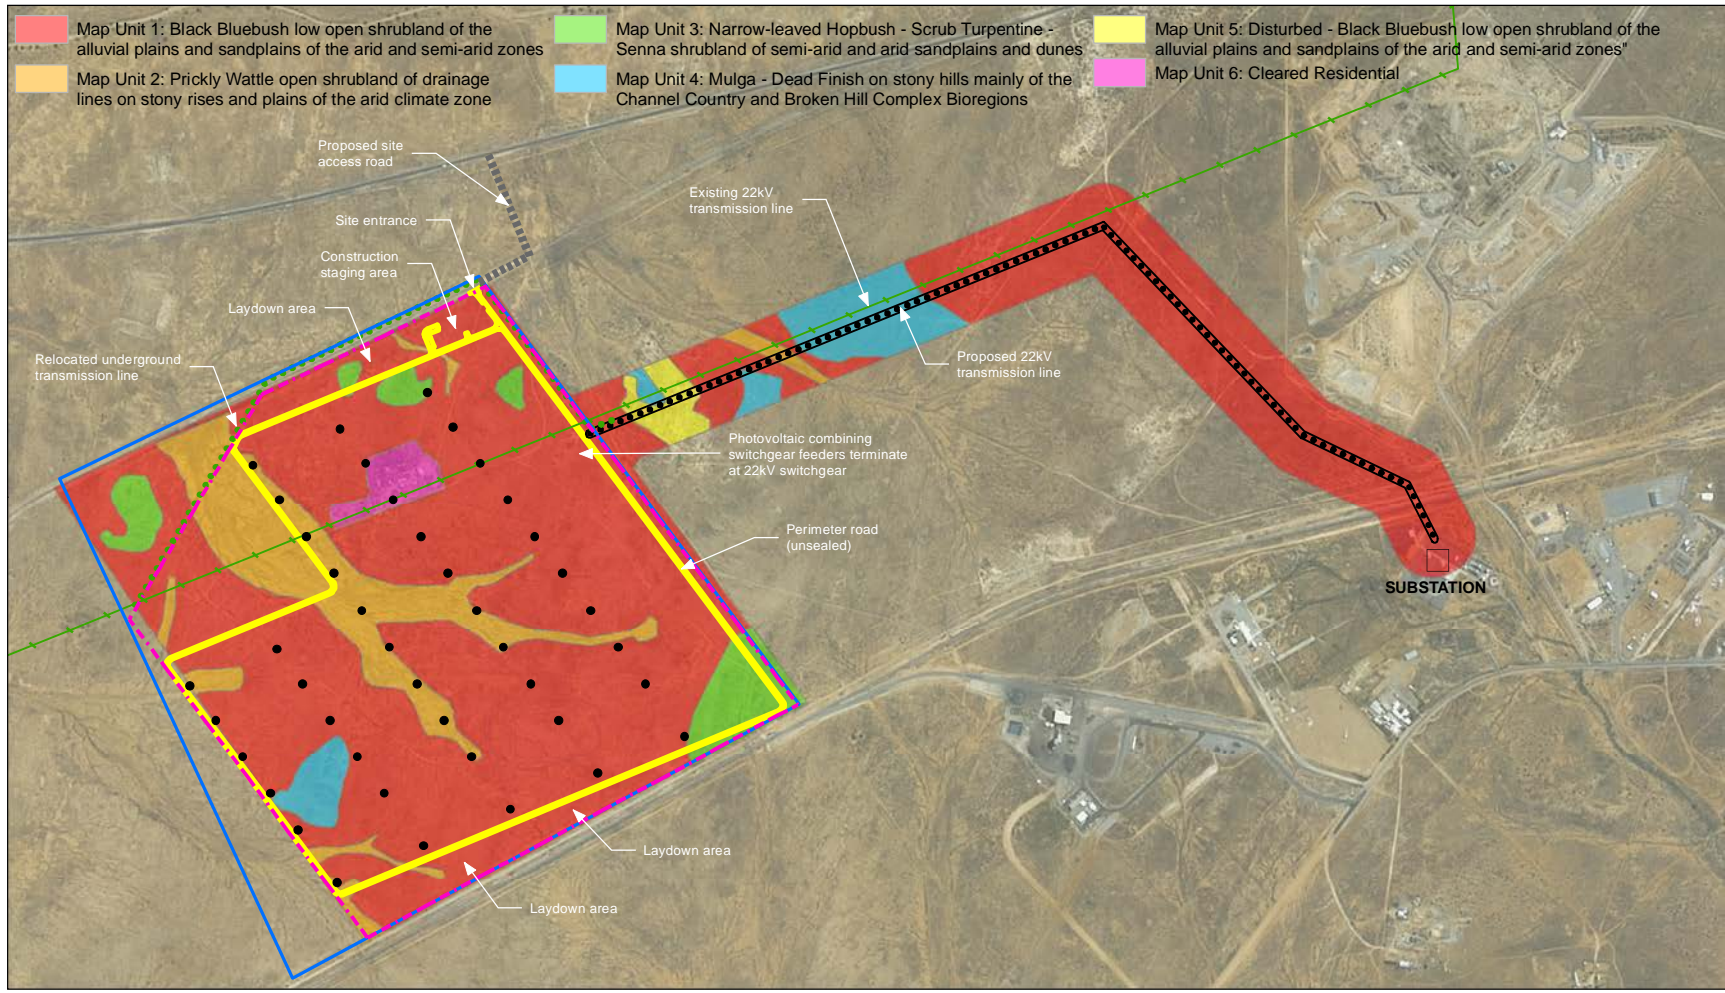 Map Unit 1: Black Bluebush low open shrubland of the
alluvial plains and sandplains of the arid and semi-arid zones
Map Unit 2: Prickly Wattle open shrubland of drainage
lines on stony rises and plains of the arid climate zone
Map Unit 3: Narrow-leaved Hopbush - Scrub Turpentine -
Senna shrubland of semi-arid and arid sandplains and dunes
Map Unit 4: Mulga - Dead Finish on stony hills mainly of the
Channel Country and Broken Hill Complex Bioregions
Map Unit 5: Disturbed - Black Bluebush low open shrubland of the
alluvial plains and sandplains of the arid and semi-arid zones"
Map Unit 6: Cleared Residential
Proposed site
access road
Site entrance
Construction
staging area
Laydown area
Relocated underground
transmission line
Existing 22kV
transmission line
Proposed 22kV
transmission line
Photovoltaic combining
switchgear feeders terminate
at 22kV switchgear
Perimeter road
(unsealed)
SUBSTATION
Laydown area
Laydown area